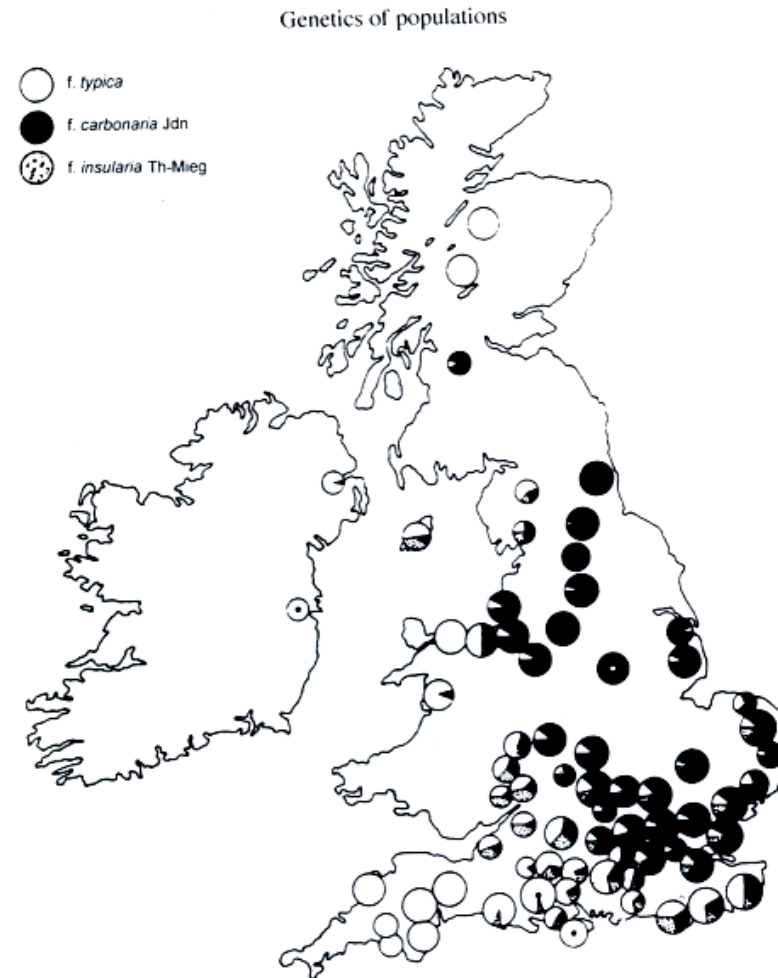 Genetics of populations
f. typica
f. carbonaria Jdn
f. insularia Th-Mieg